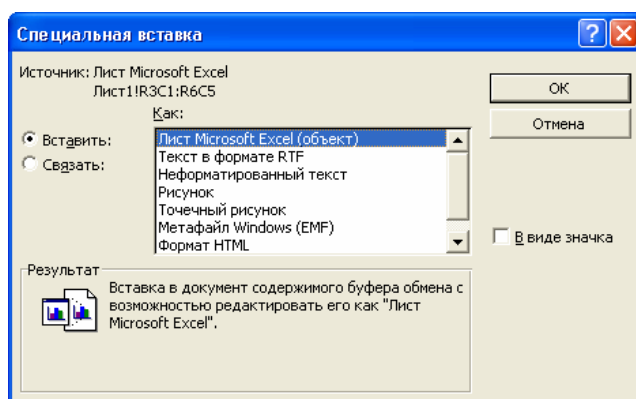 Специальная вставка
Источник: Лист Microsoft Excel
Лист1!R3C1:R6C5
Как:
Вставить:
Связать:
Лист Microsoft Excel (объект)
Текст в формате RTF
Неформатированный текст
Рисунок
Точечный рисунок
Метафайл Windows (EMF)
Формат HTML
ОК
Отмена
В виде значка
Результат
Вставка в документ содержимого буфера обмена с
возможностью редактировать его как "Лист
Microsoft Excel".